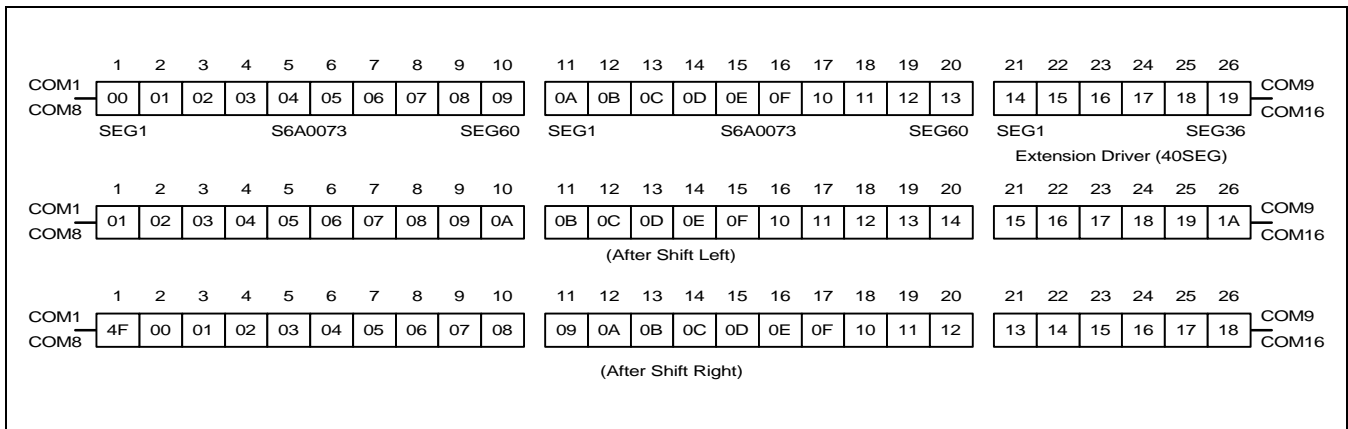 1 2 3 4 5 6 7 8 9 10 11 12 13 14 15 16 17 18 19 20 21 22 23 24 25 26
COM1 COM9
00 01 02 03 04 05 06 07 08 09 0A 0B 0C 0D 0E 0F 10 11 12 13 14 15 16 17 18 19
COM8 COM16
SEG1 S6A0073 SEG60 SEG1 S6A0073 SEG60 SEG1 SEG36
Extension Driver (40SEG)
1 2 3 4 5 6 7 8 9 10 11 12 13 14 15 16 17 18 19 20 21 22 23 24 25 26
COM1 COM9
01 02 03 04 05 06 07 08 09 0A 0B 0C 0D 0E 0F 10 11 12 13 14 15 16 17 18 19 1A
COM8 COM16
(After Shift Left)
1 2 3 4 5 6 7 8 9 10 11 12 13 14 15 16 17 18 19 20 21 22 23 24 25 26
COM1 COM9
4F 00 01 02 03 04 05 06 07 08 09 0A 0B 0C 0D 0E 0F 10 11 12 13 14 15 16 17 18
COM8 COM16
(After Shift Right)